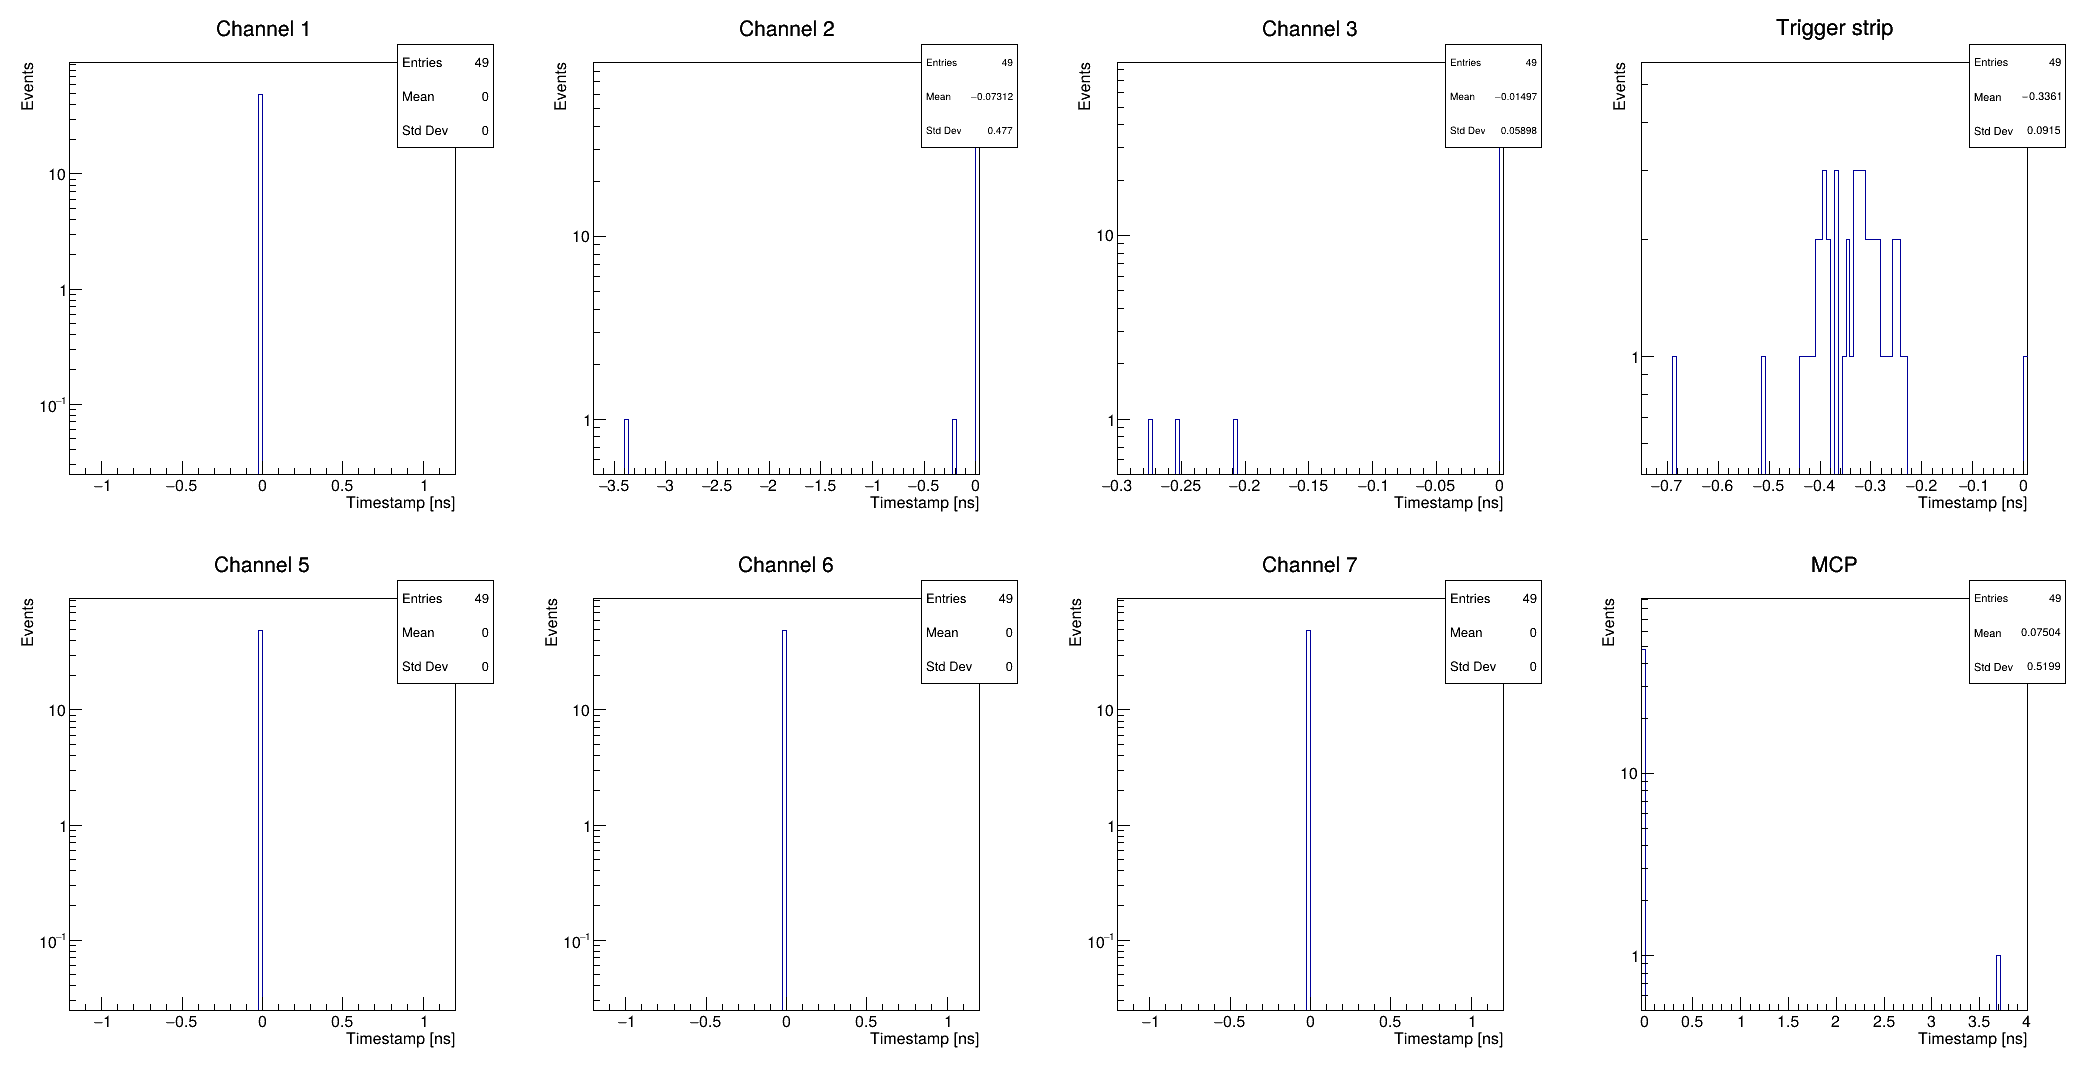 Channel 1
Events
Entries 49
Mean 0
Std Dev 0
10
1
10−1
−1 −0.5 0 0.5 1
Timestamp [ns]
Channel 2
Events
Entries 49
Mean −0.07312
Std Dev 0.477
10
1
−3.5 −3 −2.5 −2 −1.5 −1 −0.5 0
Timestamp [ns]
Channel 3
Events
Entries 49
Mean −0.01497
Std Dev 0.05898
10
1
−0.3 −0.25 −0.2 −0.15 −0.1 −0.05 0
Timestamp [ns]
Trigger strip
Events
Entries 49
Mean −0.3361
Std Dev 0.0915
1
−0.7 −0.6 −0.5 −0.4 −0.3 −0.2 −0.1 0
Timestamp [ns]
Channel 5
Events
Entries 49
Mean 0
Std Dev 0
10
1
10−1
−1 −0.5 0 0.5 1
Timestamp [ns]
Channel 6
Events
Entries 49
Mean 0
Std Dev 0
10
1
10−1
−1 −0.5 0 0.5 1
Timestamp [ns]
Channel 7
Events
Entries 49
Mean 0
Std Dev 0
10
1
10−1
−1 −0.5 0 0.5 1
Timestamp [ns]
MCP
Events
Entries 49
Mean 0.07504
Std Dev 0.5199
10
1
0 0.5 1 1.5 2 2.5 3 3.5 4
Timestamp [ns]